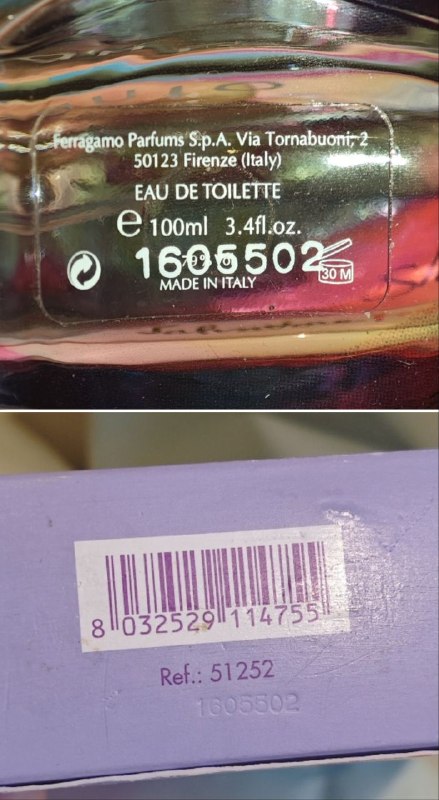 Ferragamo Parfums S.p.A. Via Tornabuoni, 2
50123 Firenze (Italy)
EAU DE TOILETTE
e 100ml 3.4fl.oz.
1605502
30 M
MADE IN ITALY
8 032529 114755
Ref.: 51252
1605502